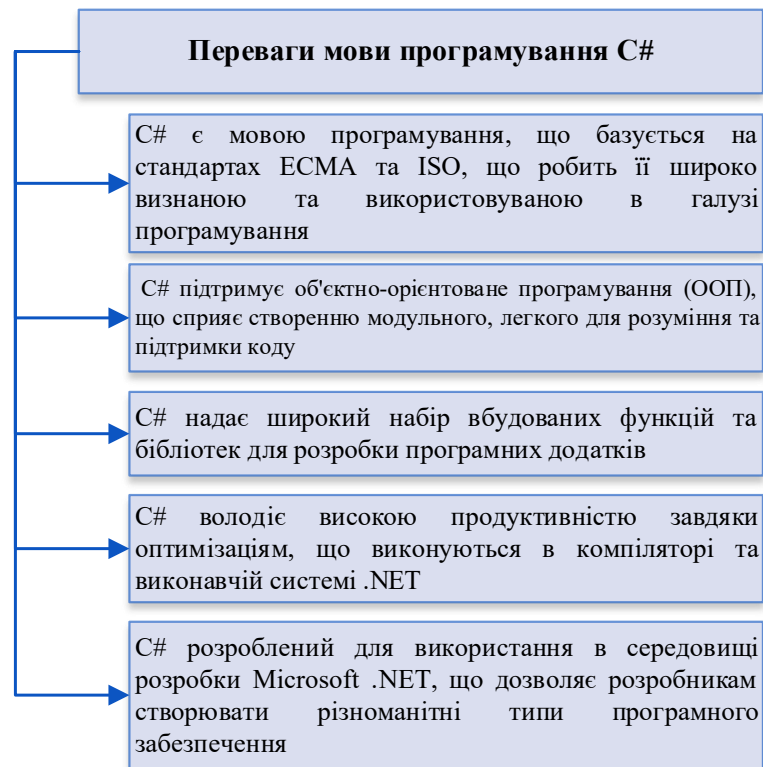 Переваги мови програмування C#
C# є мовою програмування, що базується на
стандартах ECMA та ISO, що робить її широко
визнаною та використовуваною в галузі
програмування
C# підтримує об'єктно-орієнтоване програмування (ООП),
що сприяє створенню модульного, легкого для розуміння та
підтримки коду
C# надає широкий набір вбудованих функцій та
бібліотек для розробки програмних додатків
C# володіє високою продуктивністю завдяки
оптимізаціям, що виконуються в компіляторі та
виконавчій системі .NET
C# розроблений для використання в середовищі
розробки Microsoft .NET, що дозволяє розробникам
створювати різноманітні типи програмного
забезпечення